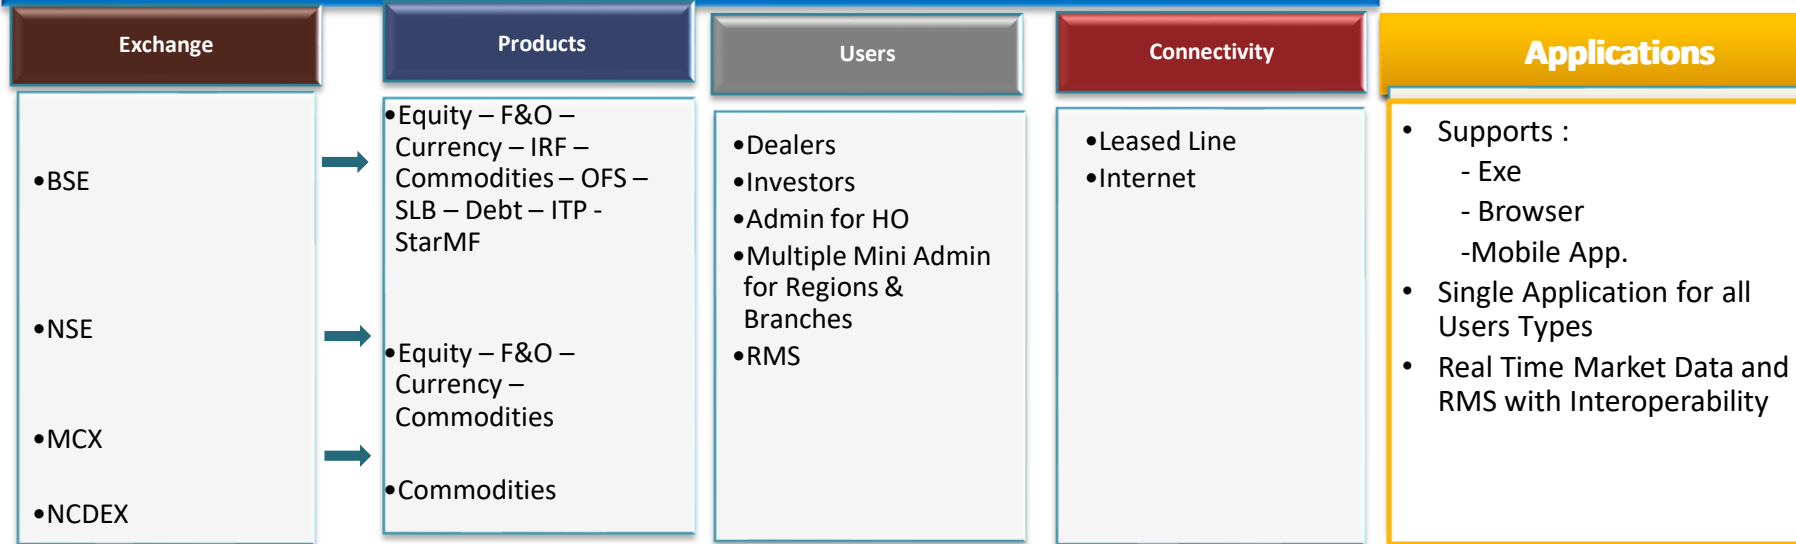 Exchange
•BSE
•NSE
•MCX
•NCDEX
Products
•Equity – F&O –
Currency – IRF –
Commodities – OFS –
SLB – Debt – ITP -
StarMF
•Equity – F&O –
Currency –
Commodities
•Commodities
Users
•Dealers
•Investors
•Admin for HO
•Multiple Mini Admin
for Regions &
Branches
•RMS
Connectivity
•Leased Line
•Internet
Applications
• Supports :
- Exe
- Browser
-Mobile App.
• Single Application for all
Users Types
• Real Time Market Data and
RMS with Interoperability